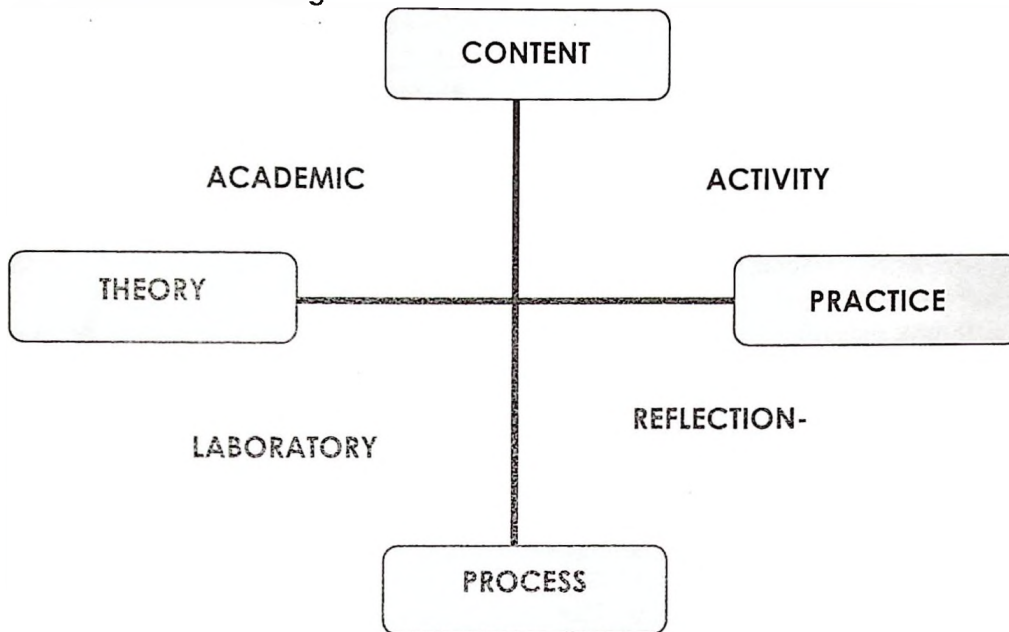 CONTENT
ACADEMIC
ACTIVITY
THEORY
PRACTICE
REFLECTION-
LABORATORY
PROCESS